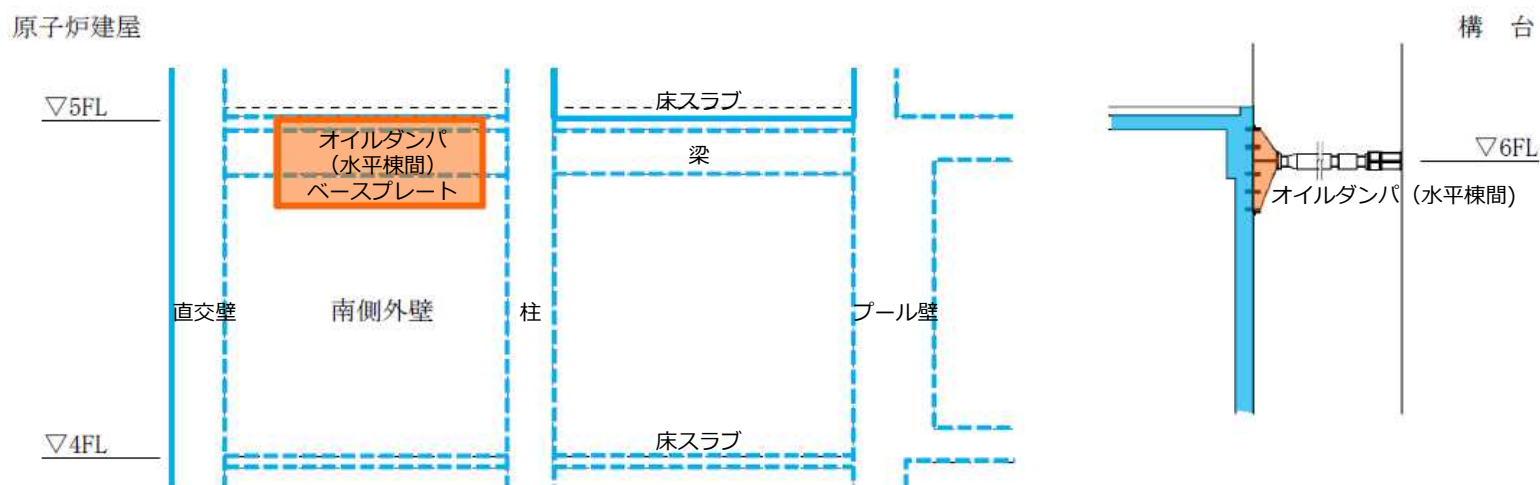 原子炉建屋
構 台
▽5FL
床スラブ
オイルダンパ
（水平棟間）
ベースプレート
梁
▽6FL
オイルダンパ（水平棟間)
直交壁
南側外壁
柱
プール壁
▽4FL
床スラブ